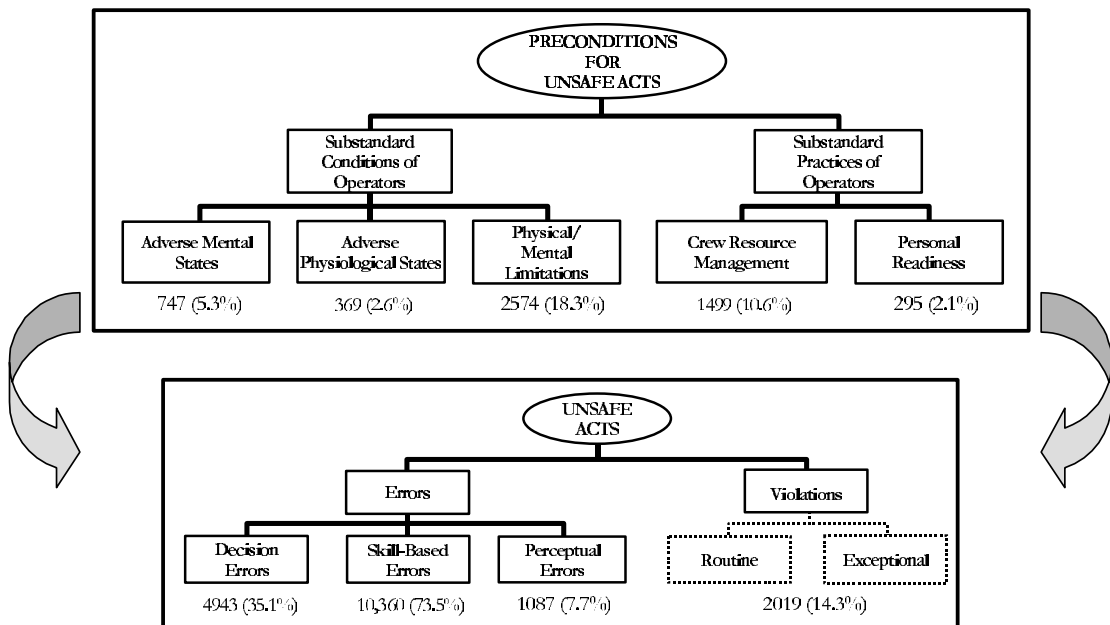 PRECONDITIONS
FOR
UNSAFE ACTS
Substandard
Conditions of
Operators
Substandard
Practices of
Operators
Adverse Mental
States
Adverse
Physiological States
Physical/
Mental
Limitations
Crew Resource
Management
Personal
Readiness
747 (5.3%)
369 (2.6%)
2574 (18.3%)
1499 (10.6%)
295 (2.1%)
UNSAFE
ACTS
Errors
Violations
Decision
Errors
Skill-Based
Errors
Perceptual
Errors
Routine
Exceptional
4943 (35.1%)
10,360 (73.5%)
1087 (7.7%)
2019 (14.3%)